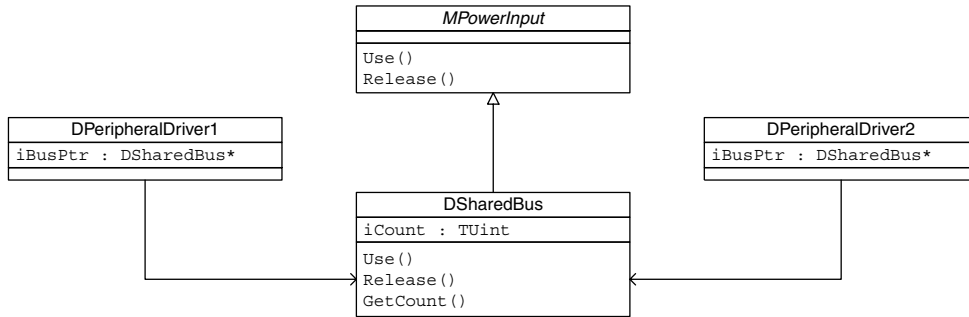 MPowerInput
Use()
Release()
DPeripheralDriver1
iBusPtr : DSharedBus*
DPeripheralDriver2
iBusPtr : DSharedBus*
DSharedBus
iCount : TUint
Use()
Release()
GetCount()